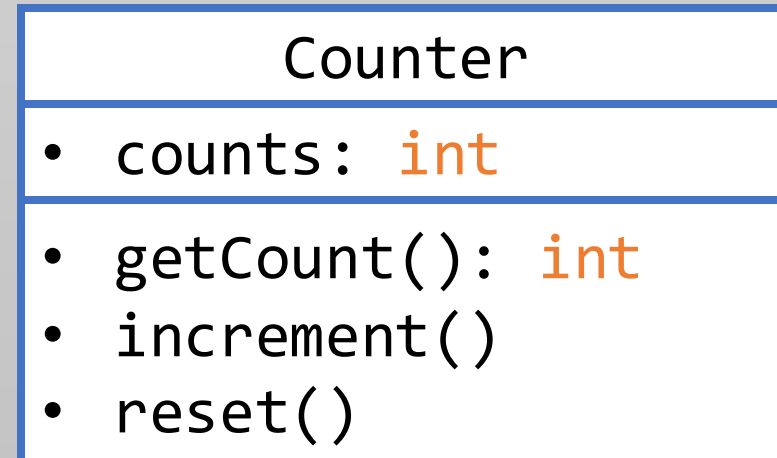 Counter
• counts: int
• getCount(): int
• increment()
• reset()